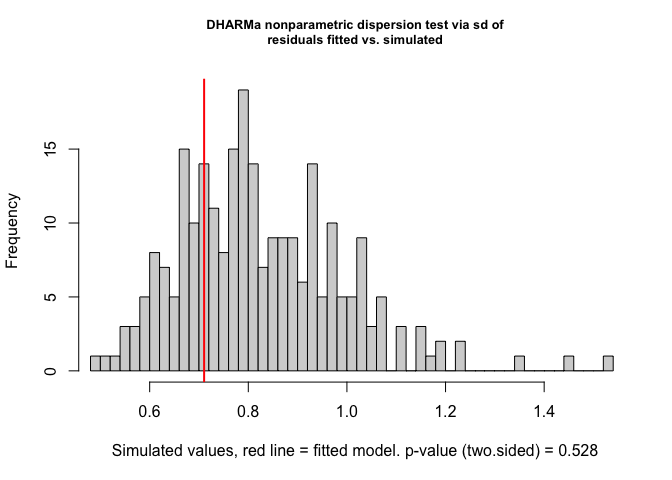 DHARMa nonparametric dispersion test via sd of
residuals fitted vs. simulated
Frequency
15
10
5
0
0.6 0.8 1.0 1.2 1.4
Simulated values, red line = fitted model. p-value (two.sided) = 0.528